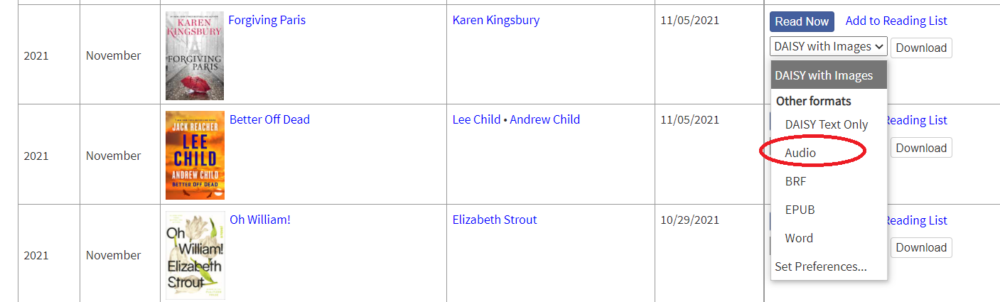 2021
November
KAREN
KINGSBURY
FORGIVING
PARIS
Forgiving Paris
Karen Kingsbury
11/05/2021
Read Now
Add to Reading List
DAISY with Images
Download
DAISY with Images
Other formats
DAISY Text Only
Audio
BRF
EPUB
Word
Set Preferences...
2021
November
JACK REACHER
LEE
CHILD
ANDREW CHILD
BETTER OFF DEAD
Better Off Dead
Lee Child • Andrew Child
11/05/2021
Reading List
Download
2021
November
Oh
William!
Elizabeth
Strout
Oh William!
Elizabeth Strout
10/29/2021
Reading List
Download